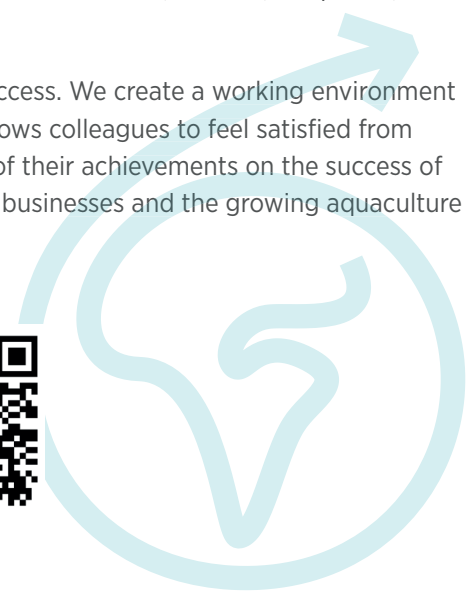 ccess. We create a working environment
ows colleagues to feel satisfied from
of their achievements on the success of
businesses and the growing aquaculture